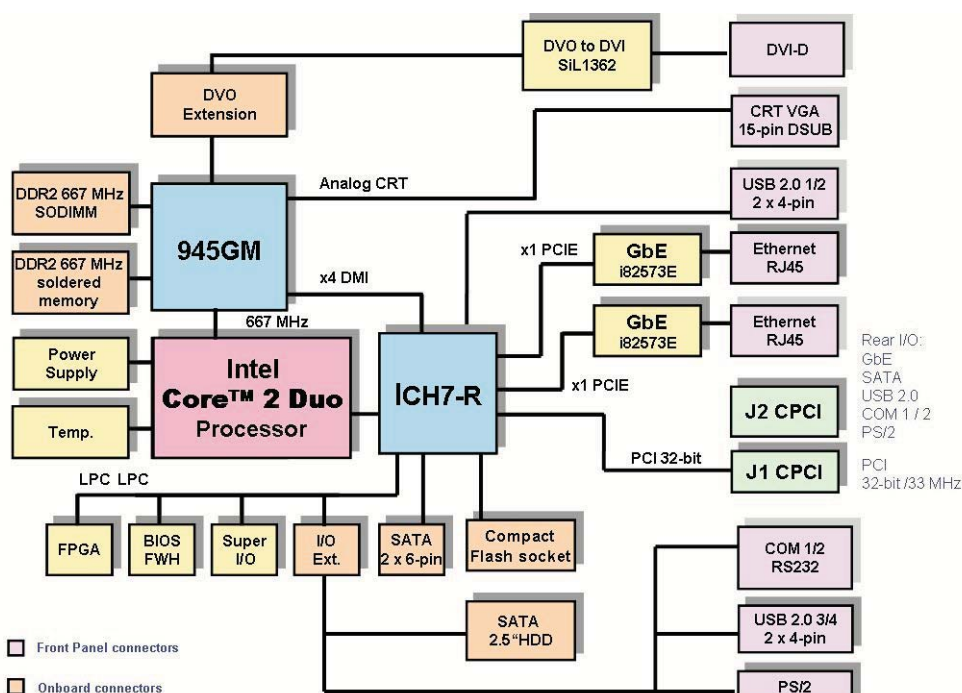 DVO to DVI
SiL1362
DVI-D
DVO
Extension
CRT VGA
15-pin DSUB
DDR2 667 MHz
SODIMM
Analog CRT
USB 2.0 1/2
2 x 4-pin
945GM
x1 PCIE
GbE
i82573E
Ethernet
RJ45
DDR2 667 MHz
soldered
memory
x4 DMI
667 MHz
GbE
i82573E
Ethernet
RJ45
Power
Supply
Intel
Core™ 2 Duo
Processor
ICH7-R
x1 PCIE
Rear I/O:
GbE
SATA
USB 2.0
COM 1 / 2
PS/2
Temp.
J2 CPCI
PCI 32-bit
J1 CPCI
PCI
32-bit /33 MHz
LPC LPC
FPGA
BIOS
FWH
Super
I/O
I/O
Ext.
SATA
2 x 6-pin
Compact
Flash socket
COM 1/2
RS232
SATA
2.5"HDD
USB 2.0 3/4
2 x 4-pin
PS/2
Front Panel connectors
Onboard connectors